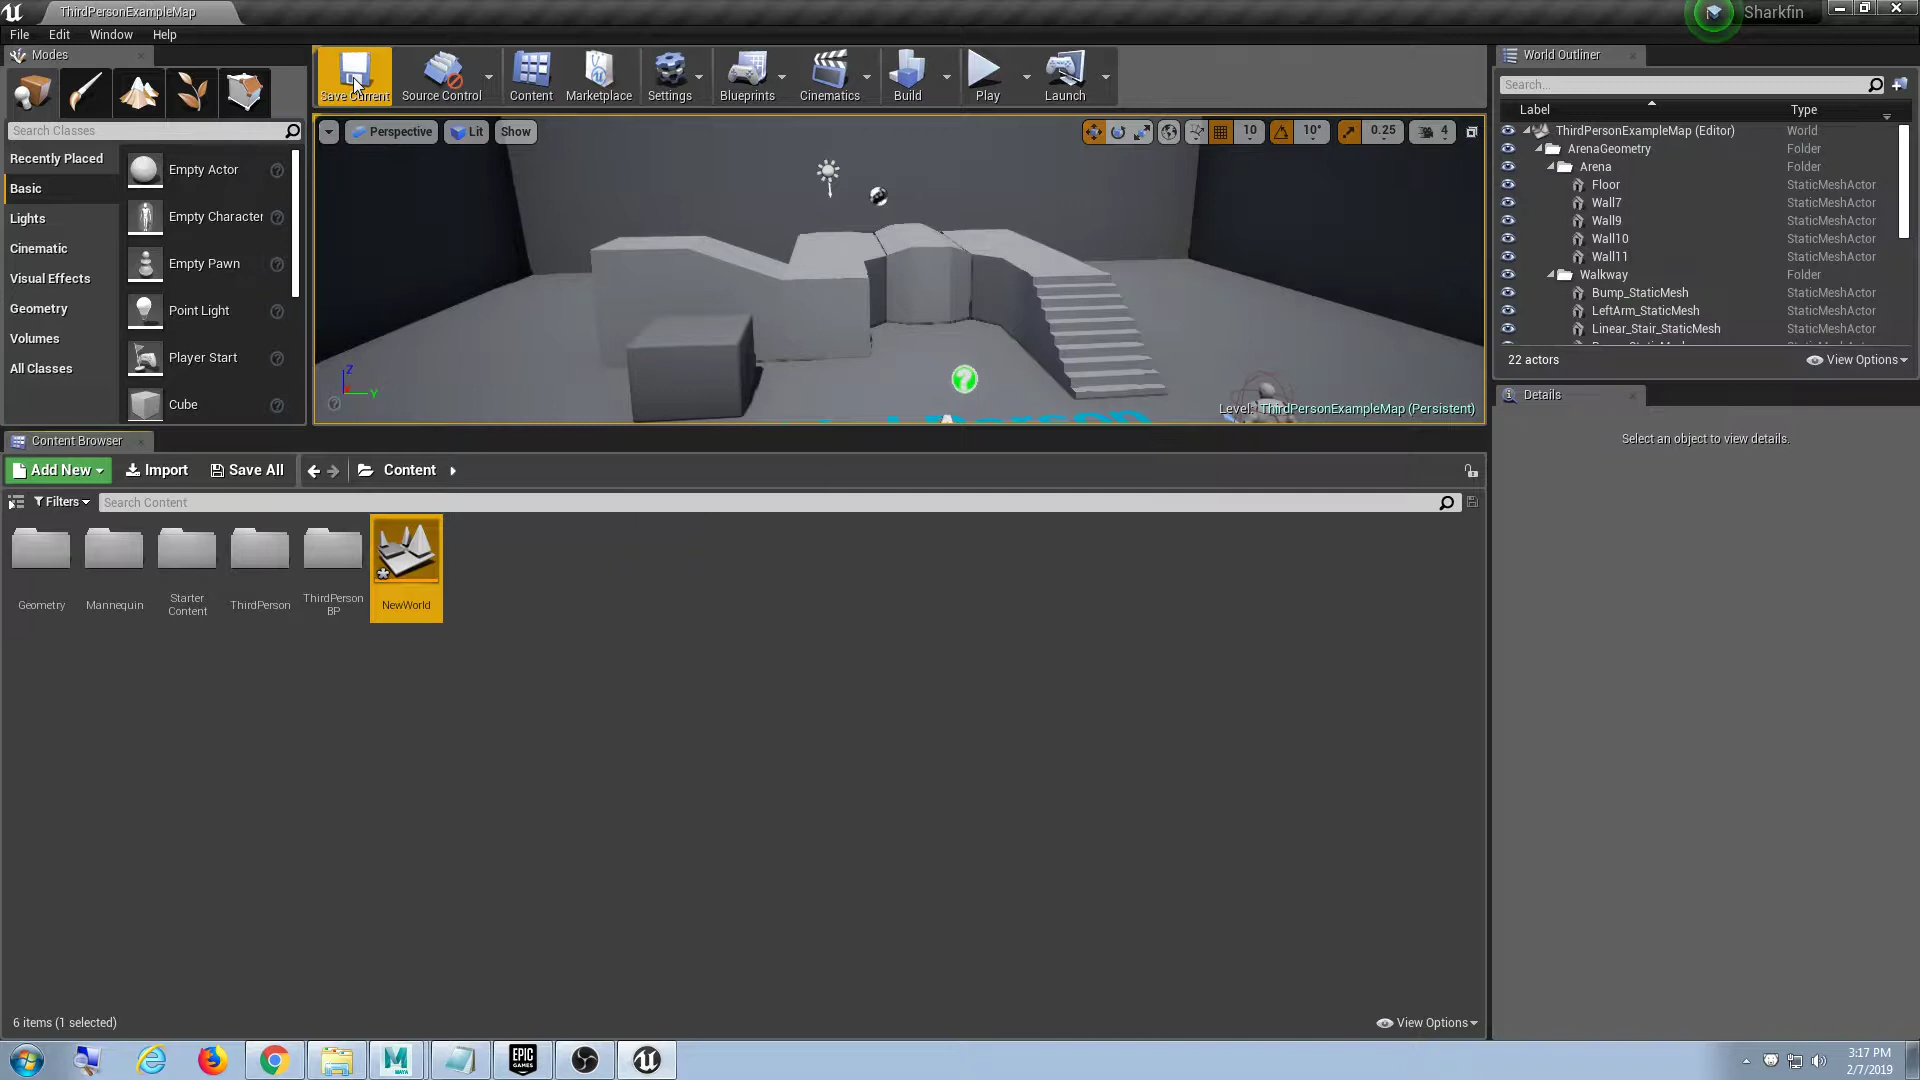 ThirdPersonExampleMap
Sharkfin
File Edit Window Help
Modes
Save Current
Source Control
Content
Marketplace
Settings
Blueprints
Cinematics
Build
Play
Launch
World Outliner
Search...
Label Type
Search Classes
Recently Placed
Basic
Lights
Cinematic
Visual Effects
Geometry
Volumes
All Classes
Empty Actor
Empty Character
Empty Pawn
Point Light
Player Start
Cube
Perspective Lit Show
10 10° 0.25 4
Z
Y
Level: ThirdPersonExampleMap (Persistent)
ThirdPersonExampleMap (Editor) World
ArenaGeometry Folder
Arena Folder
Floor StaticMeshActor
Wall7 StaticMeshActor
Wall9 StaticMeshActor
Wall10 StaticMeshActor
Wall11 StaticMeshActor
Walkway Folder
Bump_StaticMesh StaticMeshActor
LeftArm_StaticMesh StaticMeshActor
Linear_Stair_StaticMesh StaticMeshActor
22 actors View Options
Details
Select an object to view details.
Content Browser
Add New Import Save All Content
Filters Search Content
Geometry
Mannequin
Starter
Content
ThirdPerson
ThirdPerson
BP
NewWorld
6 items (1 selected) View Options
MAYA
EPIC
GAMES
3:17 PM
2/7/2019